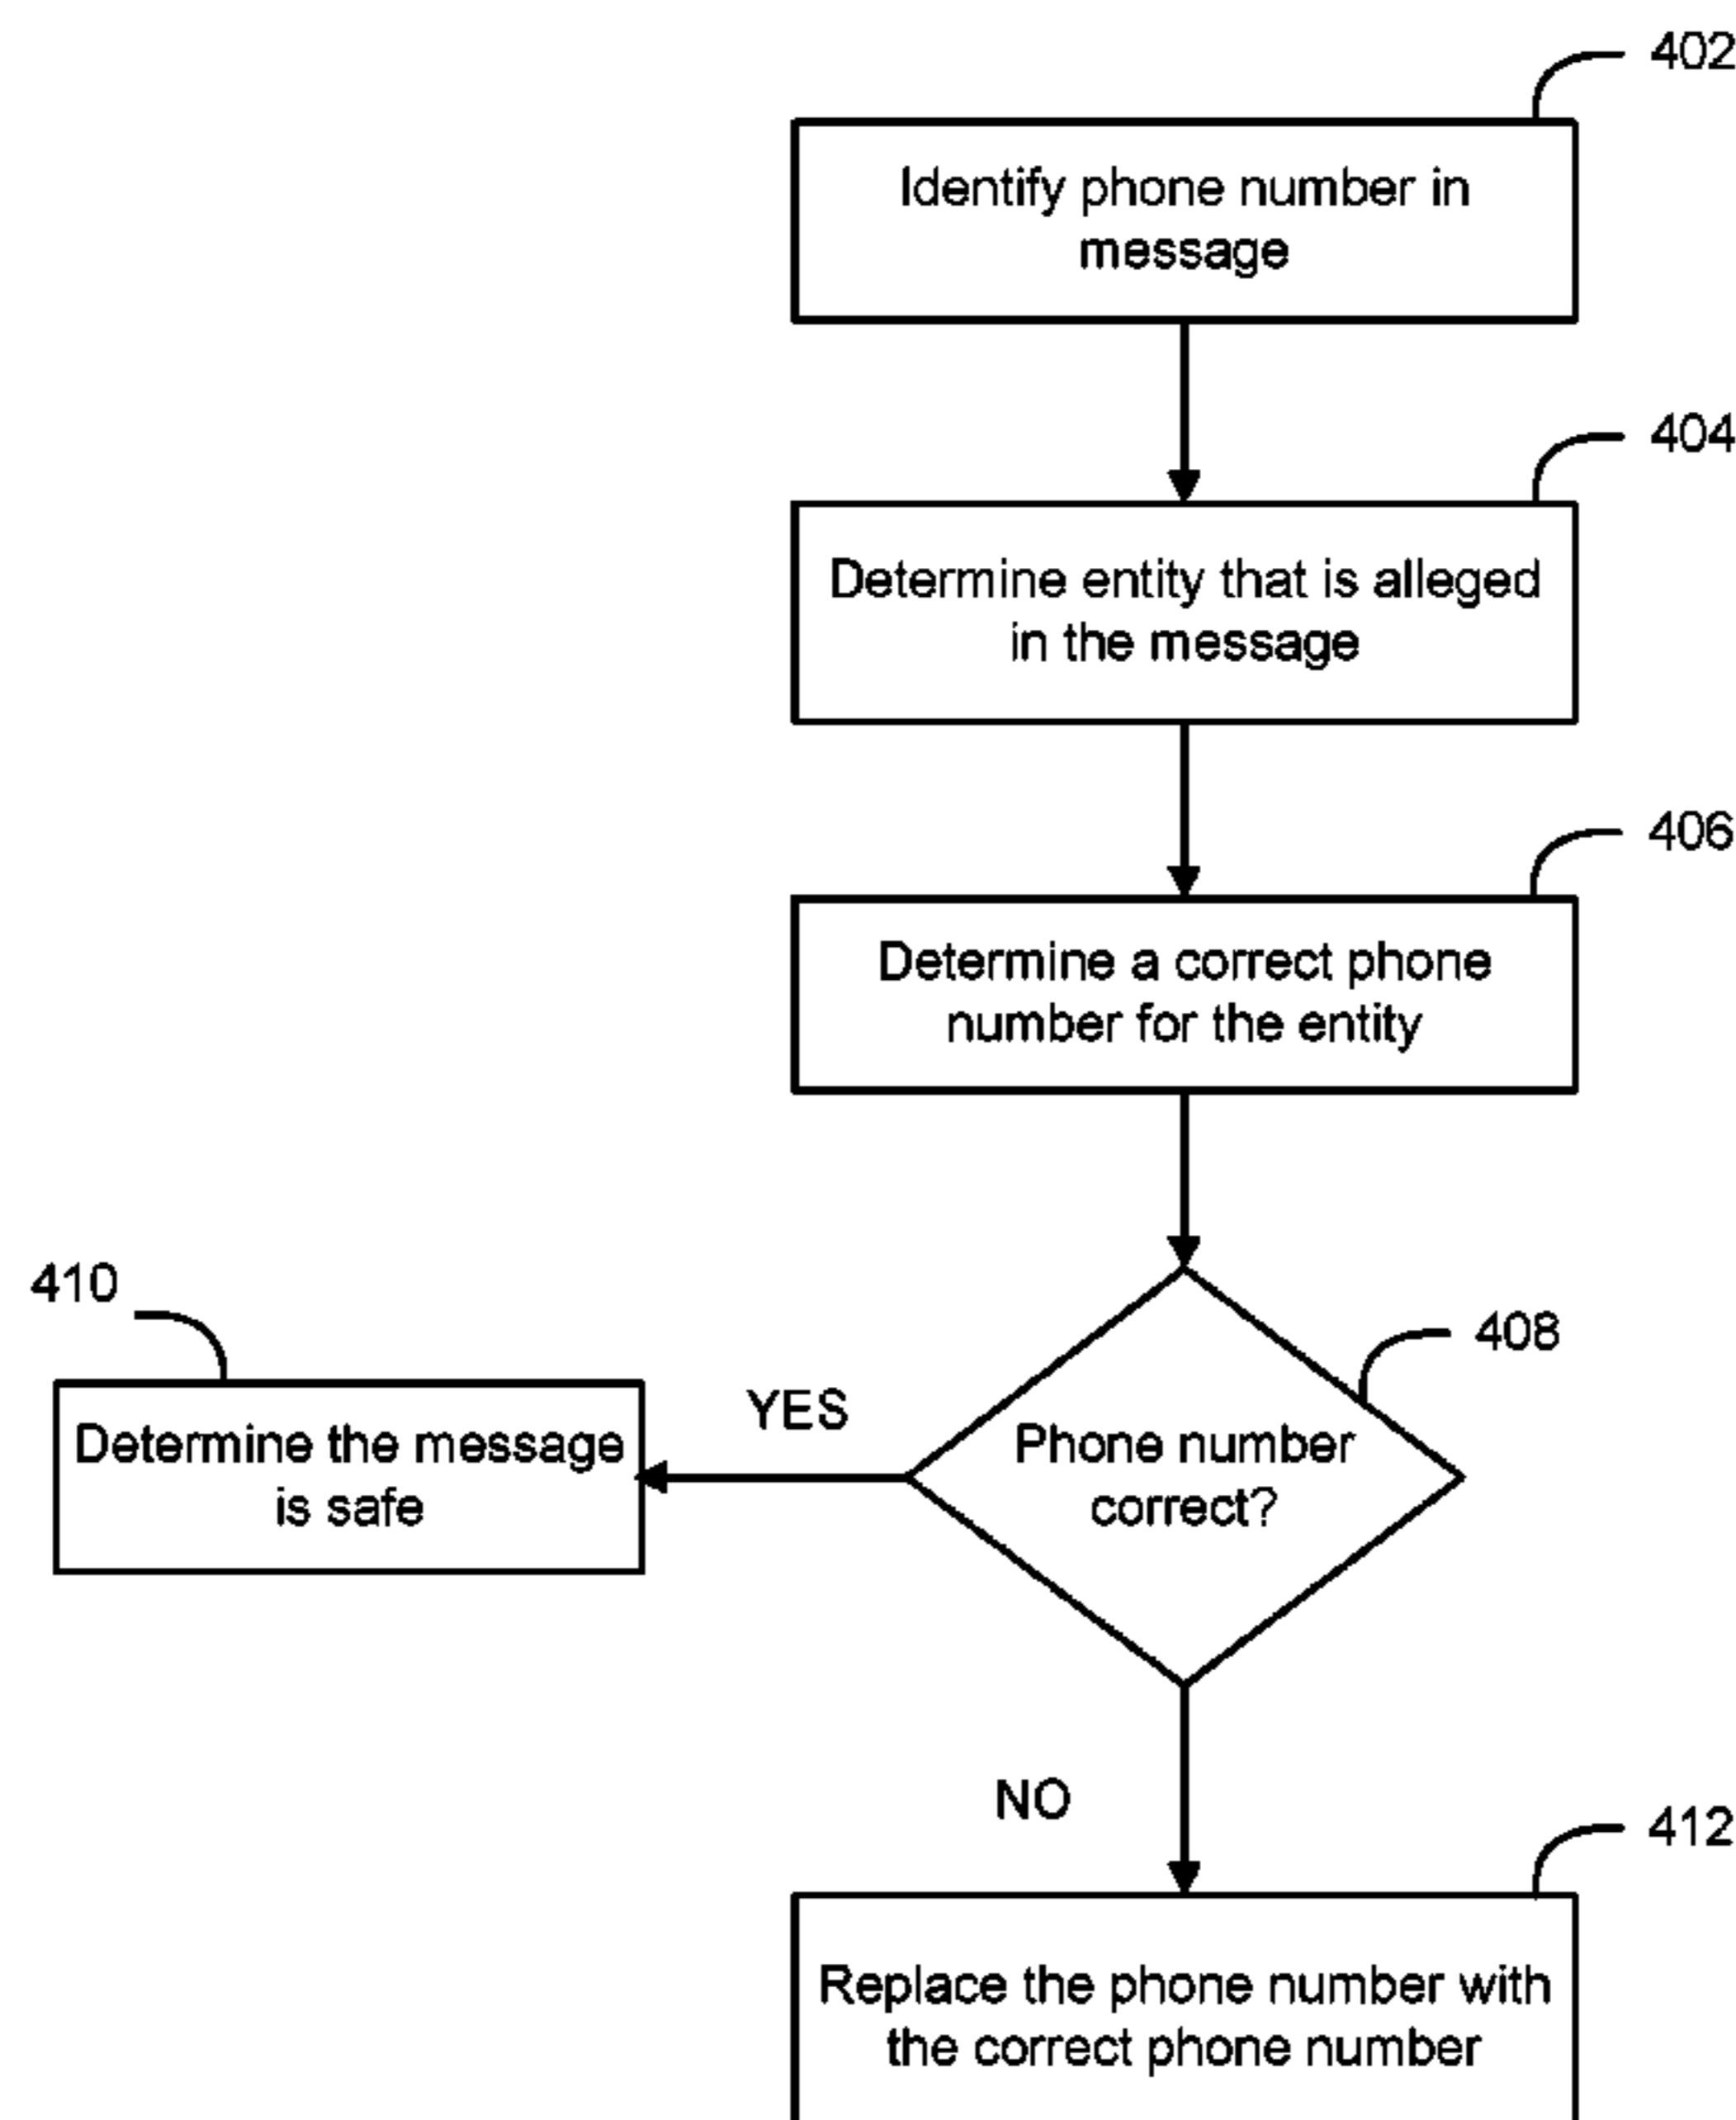 402
Identify phone number in
message
404
Determine entity that is alleged
in the message
406
Determine a correct phone
number for the entity
410
408
YES
Determine the message
is safe
Phone number
correct?
NO
412
Replace the phone number with
the correct phone number